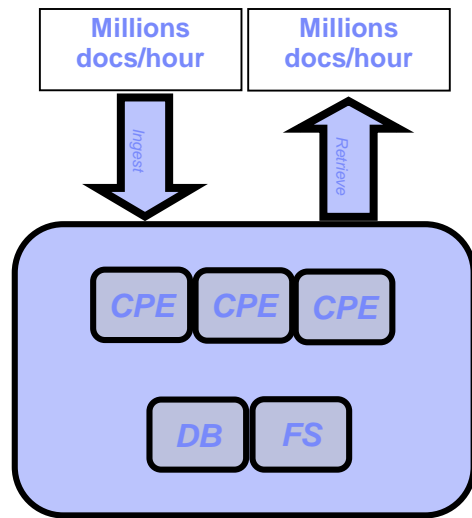 Millions
docs/hour
Millions
docs/hour
Ingest
Retrieve
CPE CPE CPE
DB FS